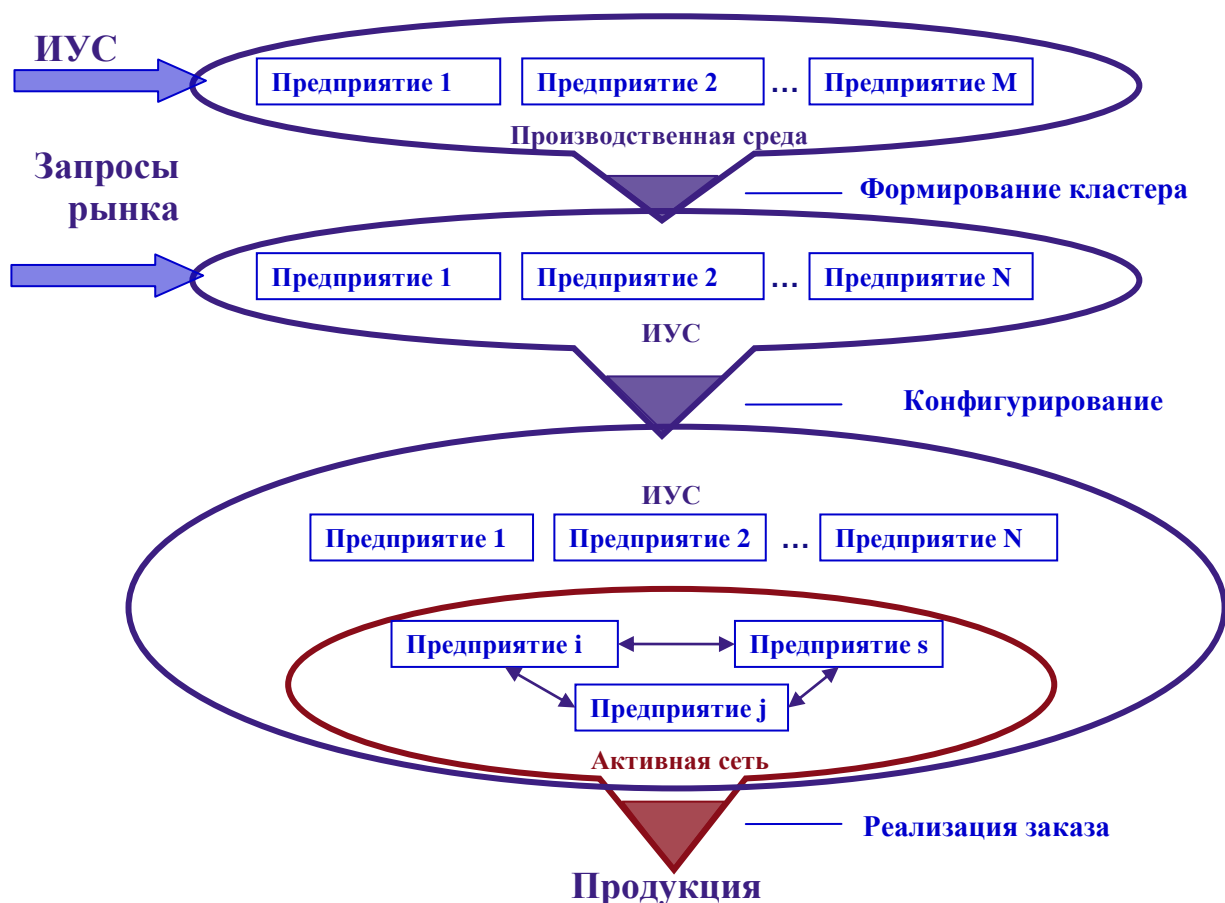 ИУС
Предприятие 1
Предприятие 2
...
Предприятие M
Производственная среда
Запросы
рынка
Формирование кластера
Предприятие 1
Предприятие 2
...
Предприятие N
ИУС
Конфигурирование
ИУС
Предприятие 1
Предприятие 2
...
Предприятие N
Предприятие i
Предприятие s
Предприятие j
Активная сеть
Реализация заказа
Продукция